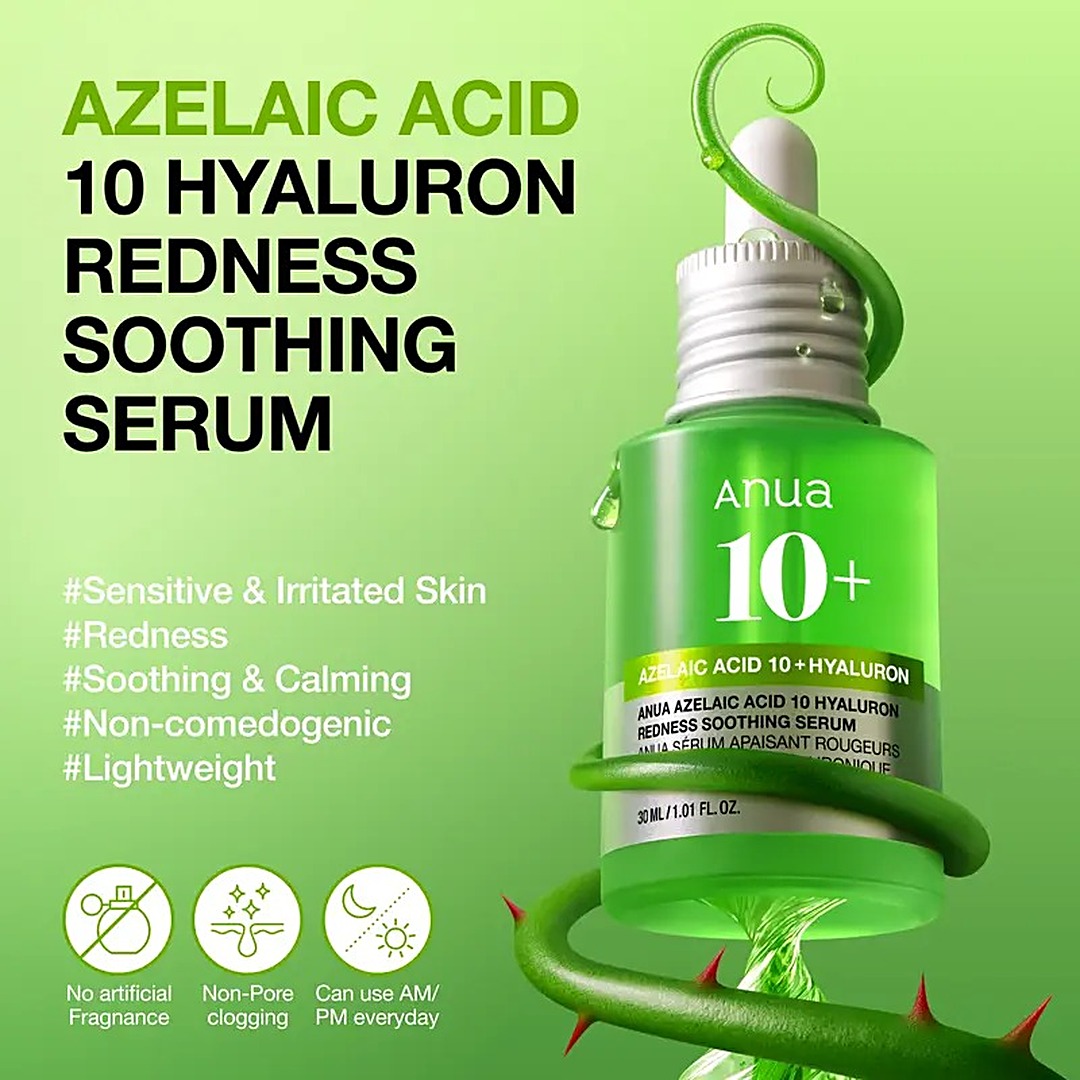 AZELAIC ACID
10 HYALURON
REDNESS
SOOTHING
SERUM
#Sensitive & Irritated Skin
#Redness
#Soothing & Calming
#Non-comedogenic
#Lightweight
No artificial
Fragrance
Non-Pore
clogging
Can use AM/
PM everyday
Anua
10+
AZELAIC ACID 10+HYALURON
ANUA AZELAIC ACID 10 HYALURON
REDNESS SOOTHING SERUM
ANUA SÉRUM APAISANT ROUGEURS
30 ML / 1.01 FL. OZ.